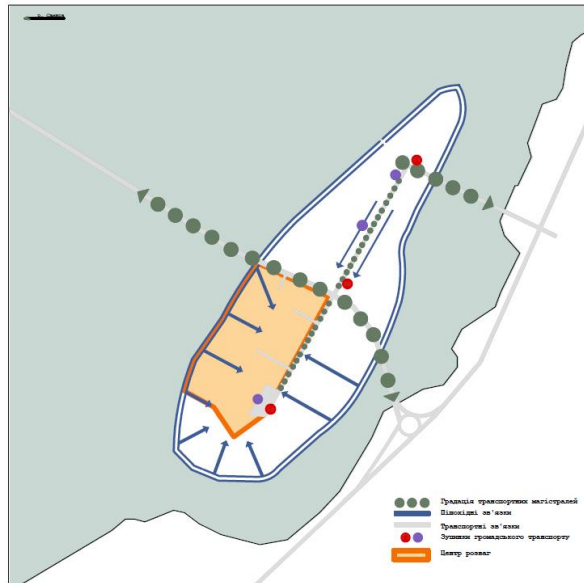 Градація транспортних магістралей
Пішохідні зв'язки
Транспортні зв'язки
Зупинки громадського транспорту
Центр розваг